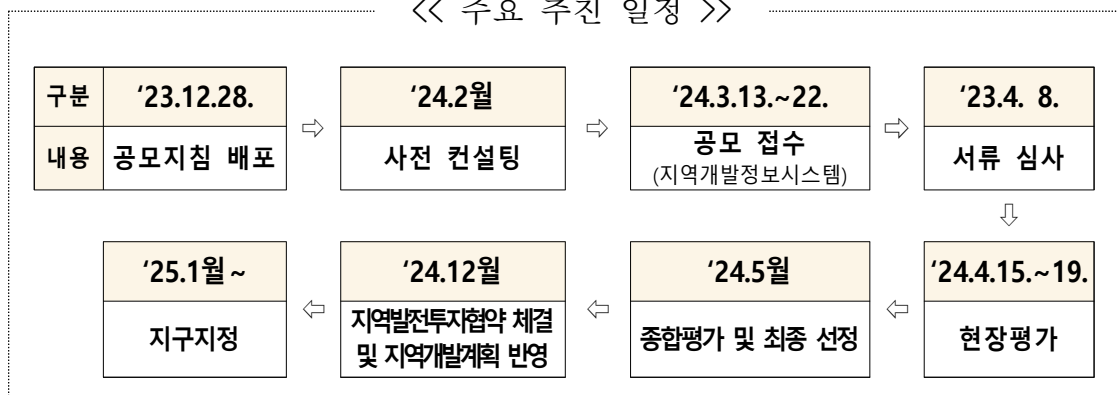 << 주요 추진 일정 >>
구분 '23.12.28. '24.2월 '24.3.13.~22. '23.4. 8.
내용 공모지침 배포 ⇨ 사전 컨설팅 ⇨ 공모 접수 ⇨ 서류 심사
(지역개발정보시스템)
⇩
'25.1월~ '24.12월 '24.5월 '24.4.15.~19.
지구지정 ⇦ 지역발전투자협약 체결 ⇦ 종합평가 및 최종 선정 ⇦ 현장평가
및 지역개발계획 반영